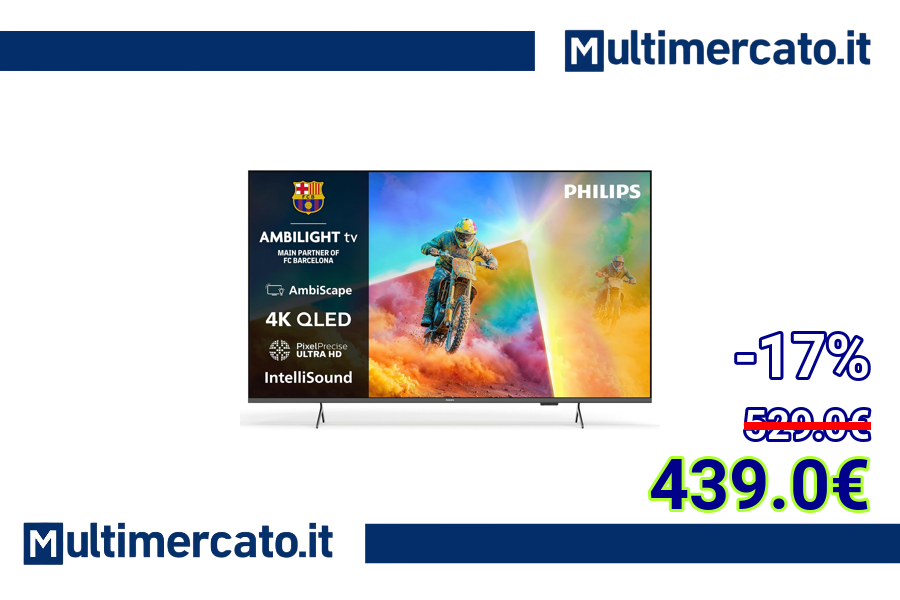 Multimercato.it
PHILIPS
FCB
AMBILIGHT tv
MAIN PARTNER OF
FC BARCELONA
AmbiScape
4K QLED
PixelPrecise
ULTRA HD
IntelliSound
-17%
529.0€
439.0€
Multimercato.it